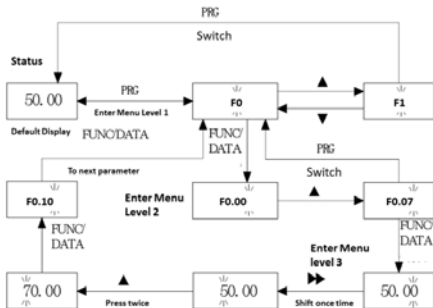 PRG
Switch
Status
50.00
PRG
Enter Menu Level 1
F0
▲
▼
F1
Default Display
FUNC/DATA
FUNC/
DATA
PRG
To next parameter
Switch
F0.10
Enter Menu
Level 2
F0.00
▲
F0.07
FUNC/
DATA
FUNC/
DATA
Enter Menu
level 3
70.00
▲
Press twice
50.00
▶▶
Shift once time
50.00